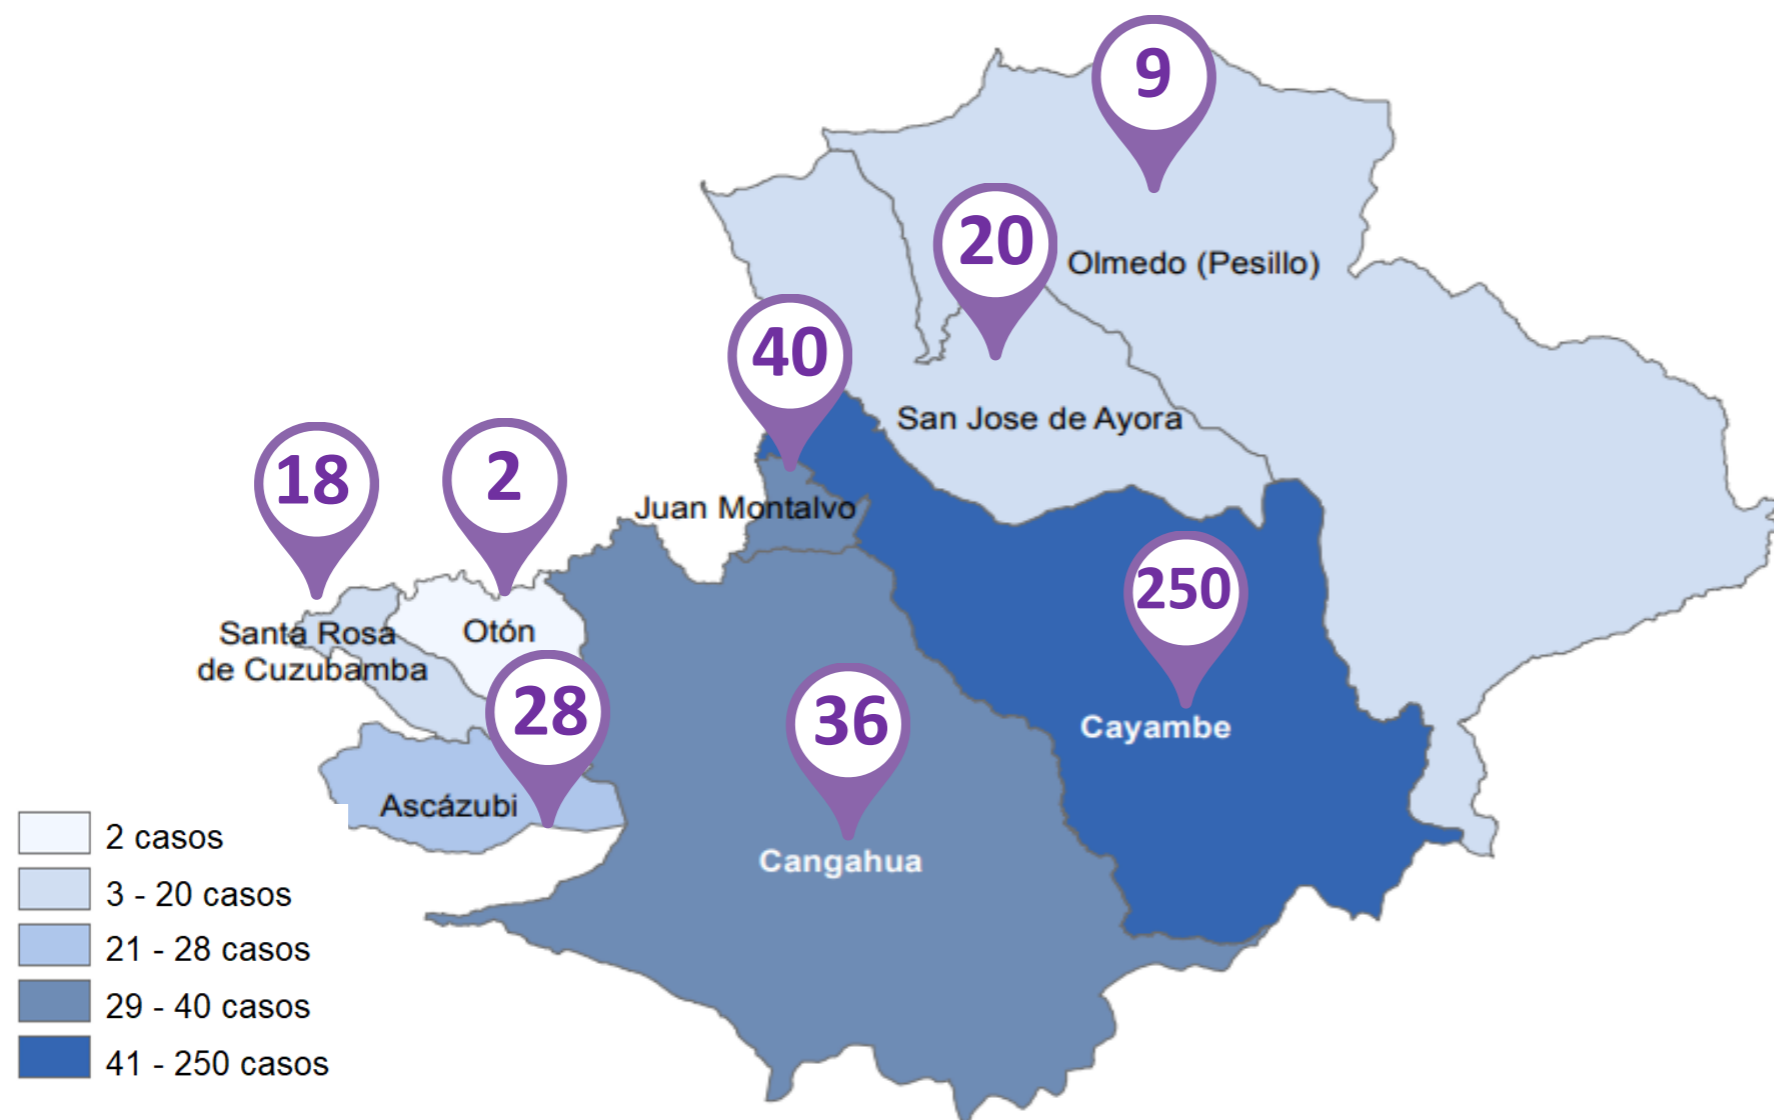 9
20
Olmedo (Pesillo)
40
San Jose de Ayora
18
2
Juan Montalvo
250
Santa Rosa
de Cuzubamba
Otón
28
36
Cayambe
Ascázubi
Cangahua
2 casos
3 - 20 casos
21 - 28 casos
29 - 40 casos
41 - 250 casos